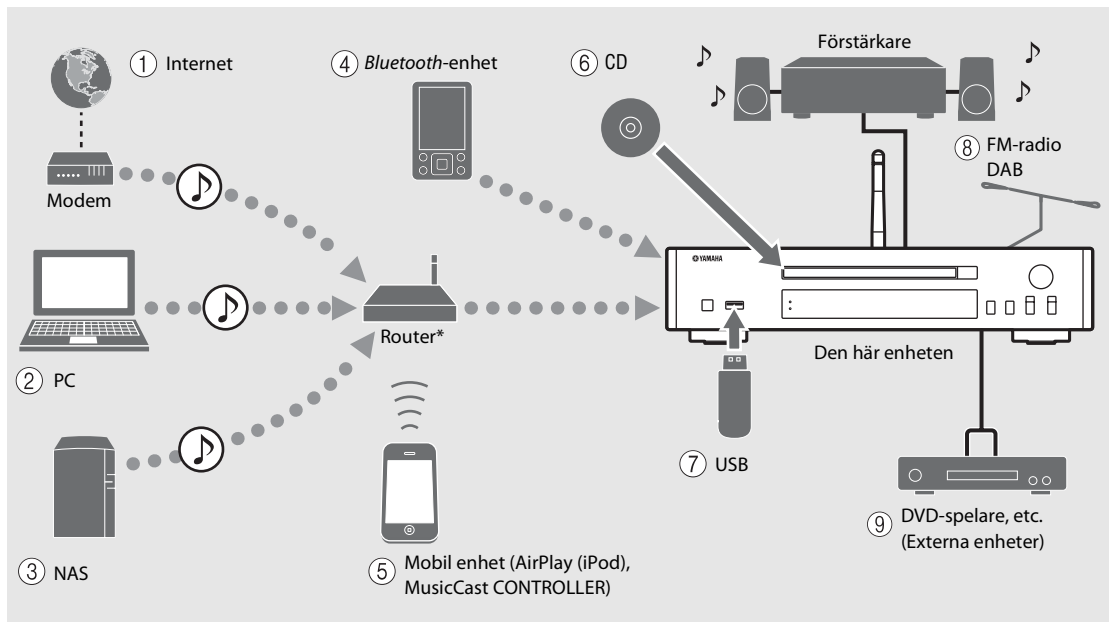 ① Internet
Modem
② PC
③ NAS
④ Bluetooth-enhet
Router*
⑤ Mobil enhet (AirPlay (iPod),
MusicCast CONTROLLER)
⑥ CD
Förstärkare
⑧ FM-radio
DAB
YAMAHA
Den här enheten
⑦ USB
⑨ DVD-spelare, etc.
(Externa enheter)